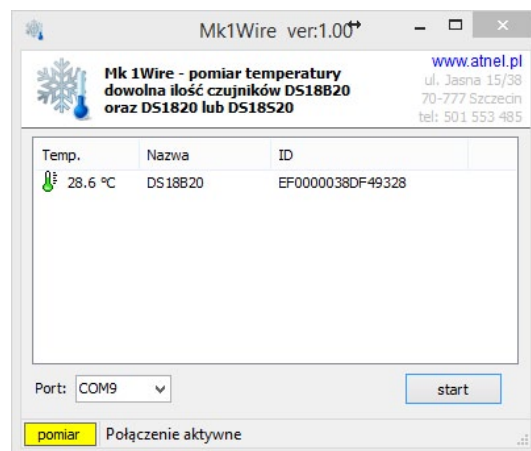 Mk1Wire ver:1.00
Mk 1Wire - pomiar temperatury
dowolna ilość czujników DS18B20
oraz DS1820 lub DS18S20
www.atnel.pl
ul. Jasna 15/38
70-777 Szczecin
tel: 501 553 485
Temp. Nazwa ID
28.6 °C DS18B20 EF0000038DF49328
Port: COM9 start
pomiar Połączenie aktywne